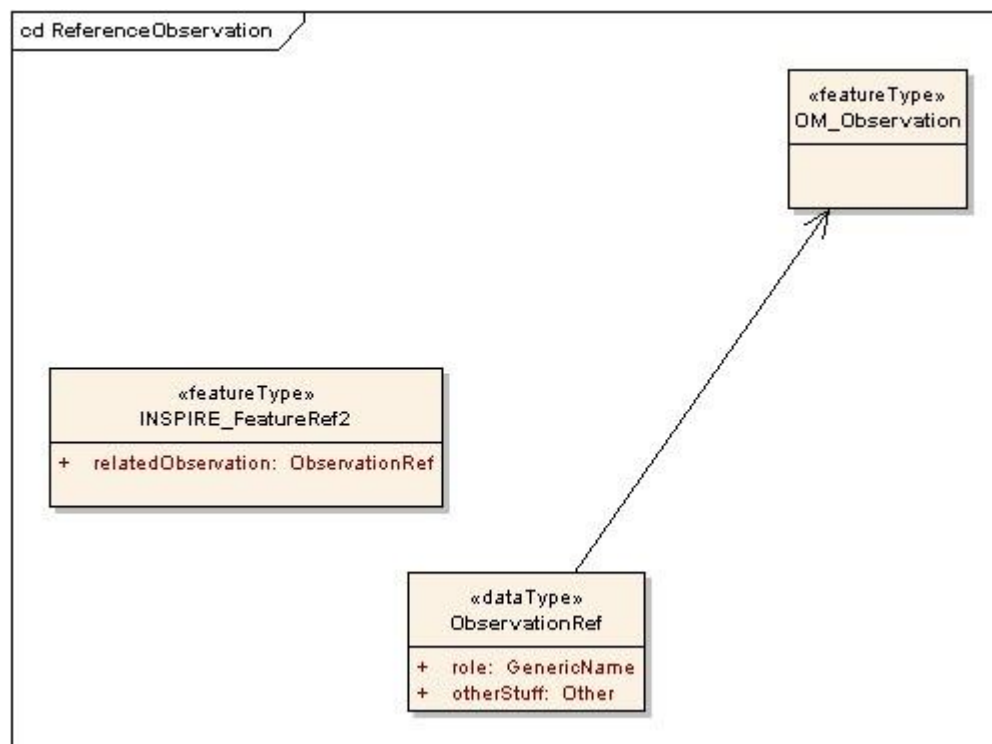 cd ReferenceObservation
«featureType»
OM_Observation
«featureType»
INSPIRE_FeatureRef2
+ relatedObservation: ObservationRef
«dataType»
ObservationRef
+ role: GenericName
+ otherStuff: Other